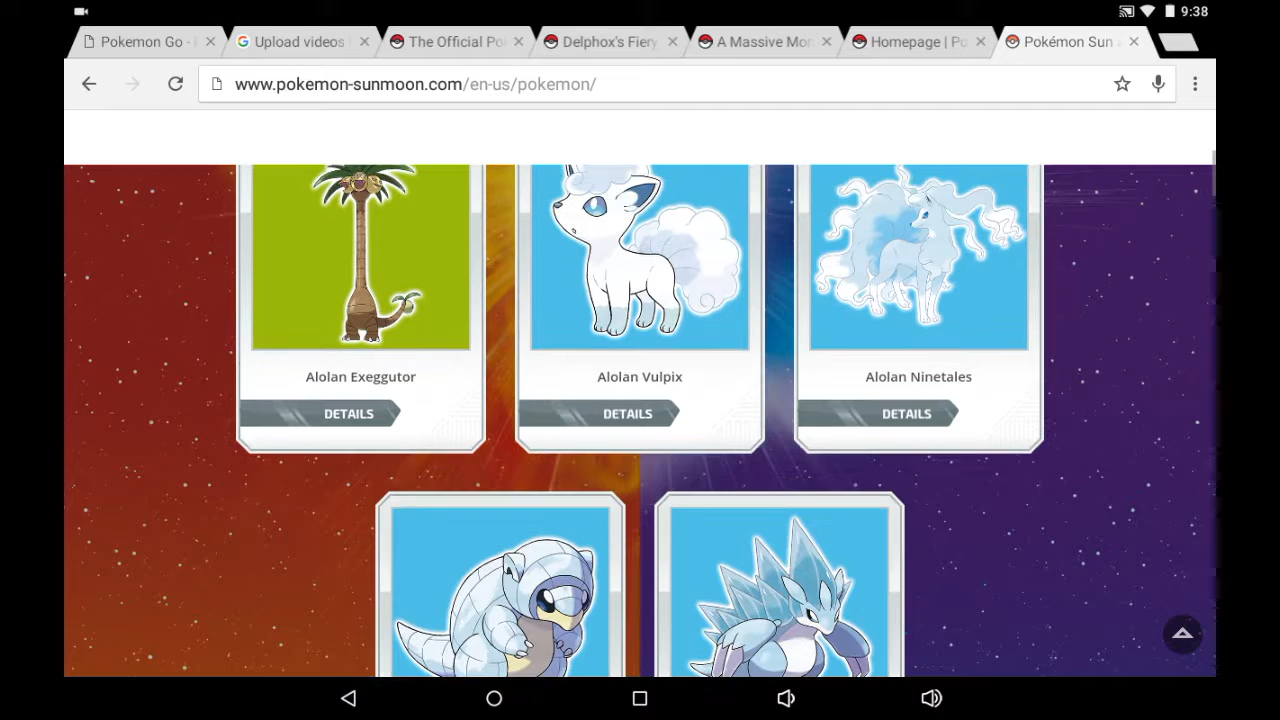 9:38
Pokemon Go -
Upload videos
The Official Po
Delphox's Fiery
A Massive Mor
Homepage | Po
Pokémon Sun
www.pokemon-sunmoon.com/en-us/pokemon/
Alolan Exeggutor
Alolan Vulpix
Alolan Ninetales
DETAILS
DETAILS
DETAILS